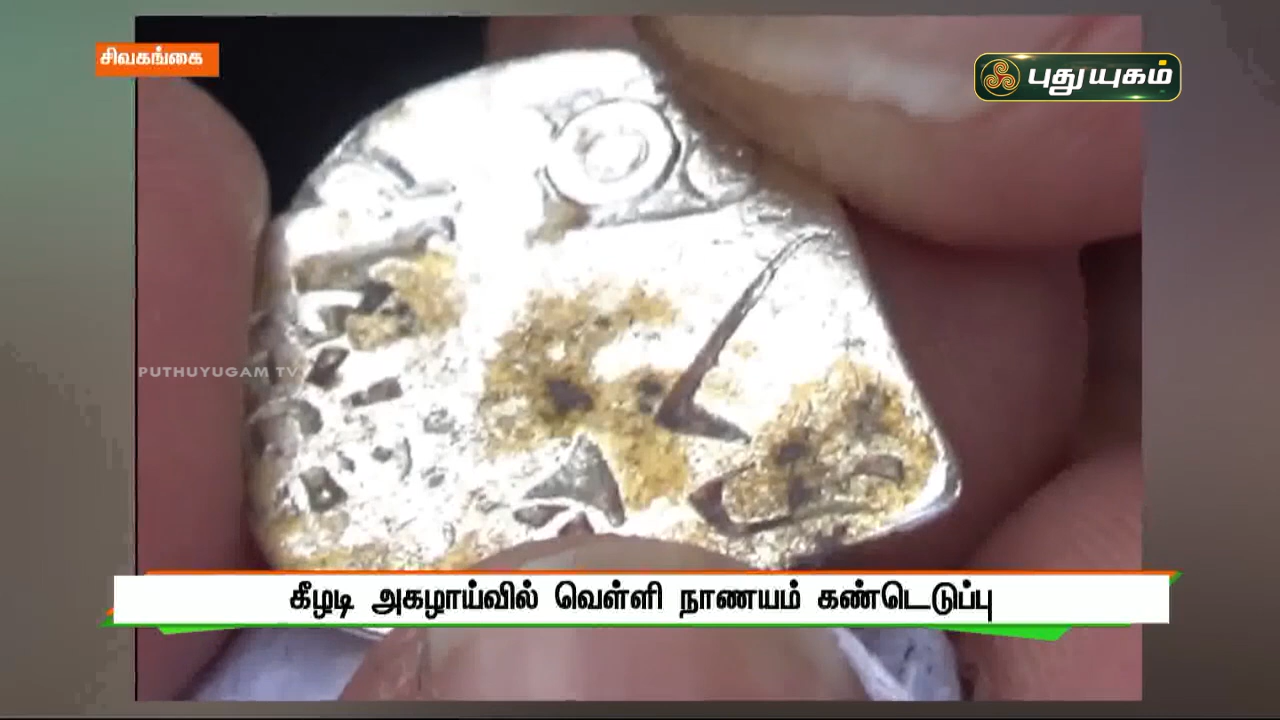 சிவகங்கை
புதுயுகம்
PUTHUYUGAM TV
கீழடி அகழாய்வில் வெள்ளி நாணயம் கண்டெடுப்பு